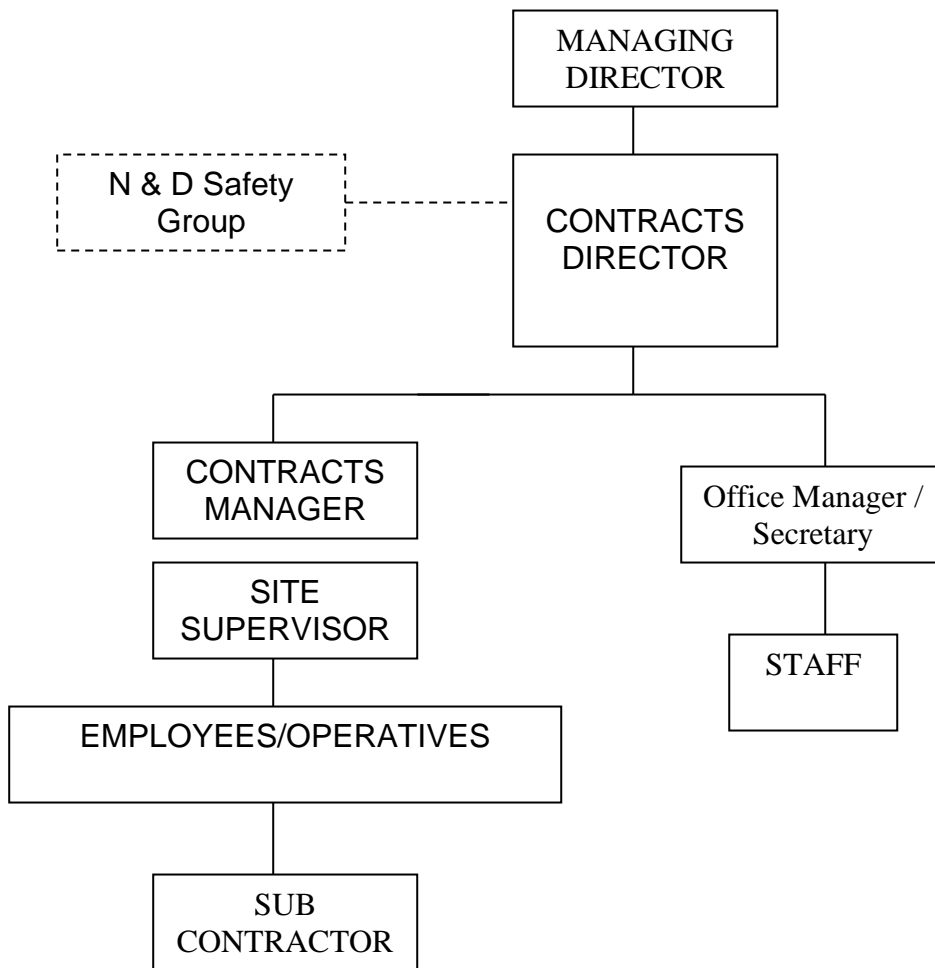 MANAGING
DIRECTOR
N & D Safety
Group
CONTRACTS
DIRECTOR
CONTRACTS
MANAGER
Office Manager /
Secretary
SITE
SUPERVISOR
STAFF
EMPLOYEES/OPERATIVES
SUB
CONTRACTOR